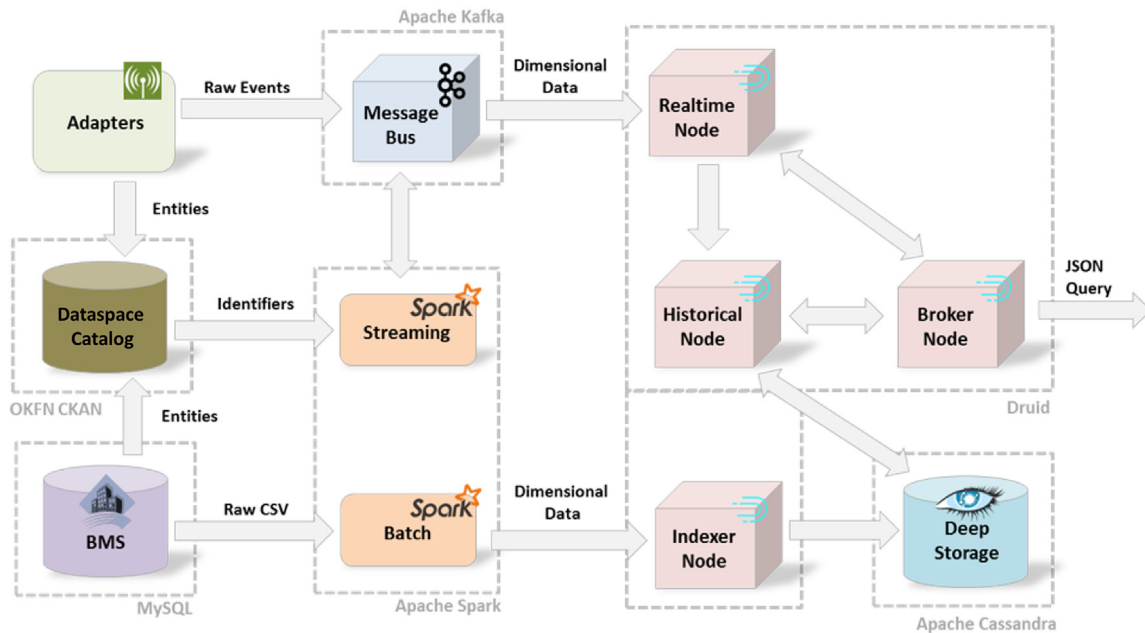 Apache Kafka
Adapters
Raw Events
Message
Bus
Dimensional
Data
Realtime
Node
Entities
Dataspace
Catalog
Identifiers
Spark
Streaming
Historical
Node
Broker
Node
JSON
Query
OKFN CKAN
Entities
Druid
BMS
Raw CSV
Spark
Batch
Dimensional
Data
Indexer
Node
Deep
Storage
MySQL
Apache Spark
Apache Cassandra